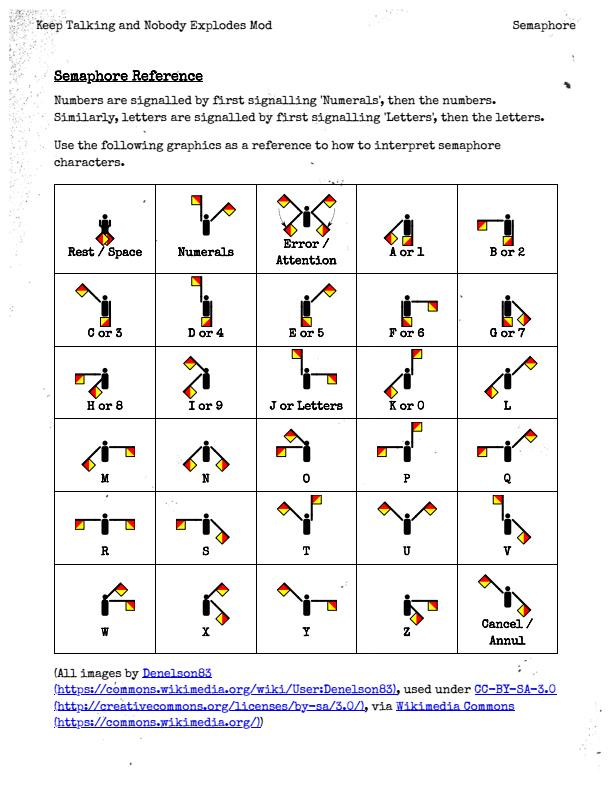 Keep Talking and Nobody Explodes Mod Semaphore
Semaphore Reference
Numbers are signalled by first signalling 'Numerals', then the numbers.
Similarly, letters are signalled by first signalling 'Letters', then the letters.
Use the following graphics as a reference to how to interpret semaphore
characters.
Rest / Space
Numerals
Error /
Attention
A or 1
B or 2
C or 3
D or 4
E or 5
F or 6
G or 7
H or 8
I or 9
J or Letters
K or 0
L
M
N
O
P
Q
R
S
T
U
V
W
X
Y
Z
Cancel /
Annul
(All images by Denelson83
(https://commons.wikimedia.org/wiki/User:Denelson83), used under CC-BY-SA-3.0
(http://creativecommons.org/licenses/by-sa/3.0/), via Wikimedia Commons
(https://commons.wikimedia.org/))